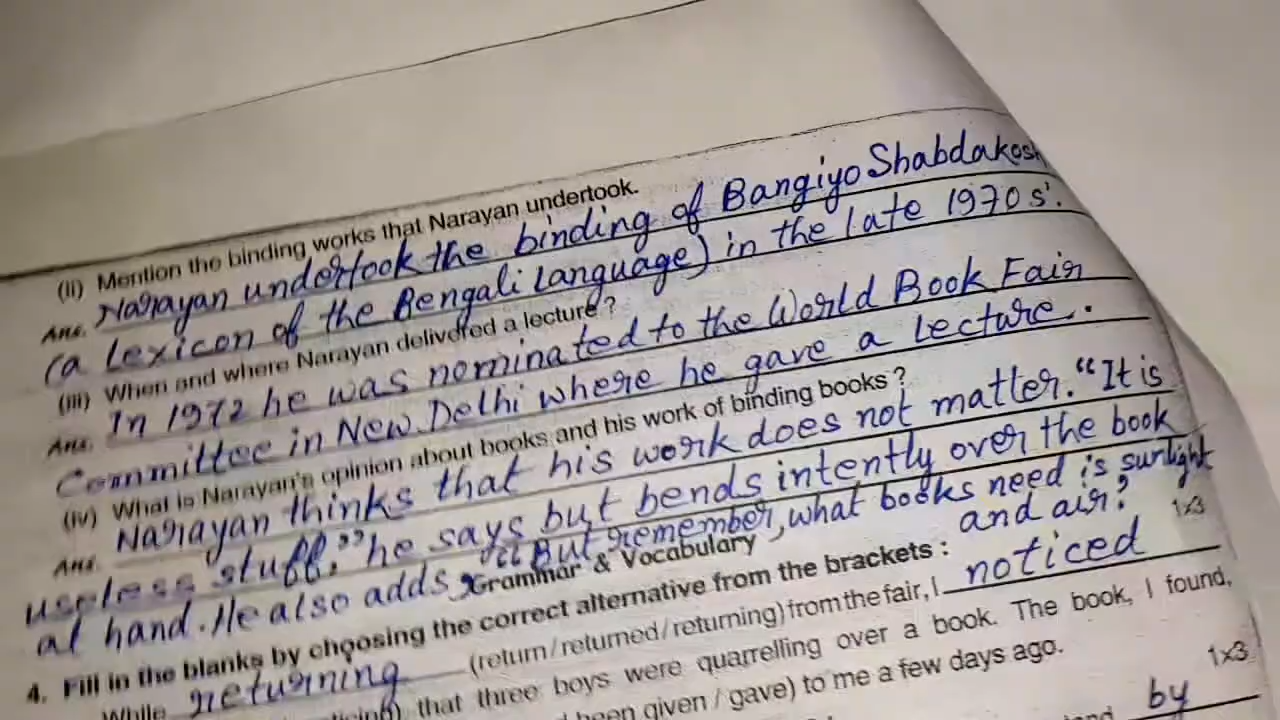 (ii) Mention the binding works that Narayan undertook.
Ans. Narayan undertook the binding of Bangiyo Shabdakosh
(a lexicon of the Bengali language) in the late 1970s'.
(iii) When and where Narayan delivered a lecture ?
Ans. In 1972 he was nominated to the World Book Fair
Committee in New Delhi where he gave a lecture.
(iv) What is Narayan's opinion about books and his work of binding books ?
Ans. Narayan thinks that his work does not matter. "It is
useless stuff," he says but bends intently over the book
at hand. He also adds, "But remember, what books need is sunlight
and air?
Grammar & Vocabulary
4. Fill in the blanks by choosing the correct alternative from the brackets : 1x3
While returning (return/returned/returning) from the fair, I noticed
that three boys were quarrelling over a book. The book, I found,
been given / gave) to me a few days ago.
1x3
by